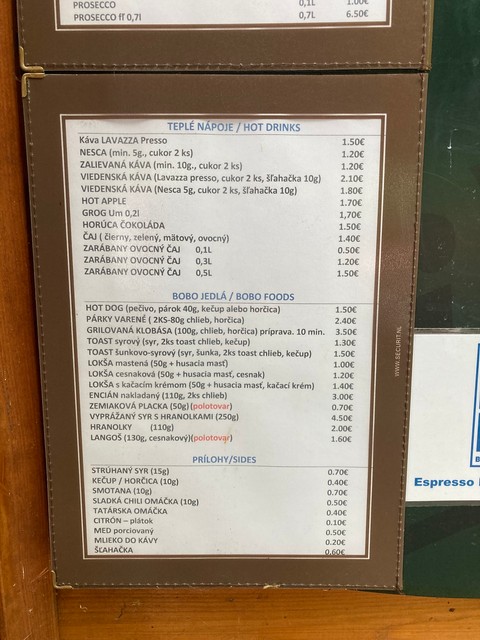 PROSECCO 0,1L 1.00€
PROSECCO fľ 0,7l 0,7L 6.50€
TEPLÉ NÁPOJE / HOT DRINKS
Káva LAVAZZA Presso 1.50€
NESCA (min. 5g., cukor 2 ks) 1.20€
ZALIEVANÁ KÁVA (min. 10g., cukor 2 ks) 1.20€
VIEDENSKÁ KÁVA (Lavazza presso, cukor 2 ks, šľahačka 10g) 2.10€
VIEDENSKÁ KÁVA (Nesca 5g, cukor 2 ks, šľahačka 10g) 1.80€
HOT APPLE 1.70€
GROG Um 0,2l 1,70€
HORÚCA ČOKOLÁDA 1.50€
ČAJ ( čierny, zelený, mätový, ovocný) 1.40€
ZARÁBANY OVOCNÝ ČAJ 0,1L 0.50€
ZARÁBANY OVOCNÝ ČAJ 0,3L 1.20€
ZARÁBANY OVOCNÝ ČAJ 0,5L 1.50€
BOBO JEDLÁ / BOBO FOODS
HOT DOG (pečivo, párok 40g, kečup alebo horčica) 1.50€
PÁRKY VARENÉ ( 2KS-80g chlieb, horčica) 2.40€
GRILOVANÁ KLOBÁSA (100g, chlieb, horčica) príprava. 10 min. 3.50€
TOAST syrový (syr, 2ks toast chlieb, kečup) 1.30€
TOAST šunkovo-syrový (syr, šunka, 2ks toast chlieb, kečup) 1.50€
LOKŠA mastená (50g + husacia masť) 1.00€
LOKŠA cesnaková (50g + husacia masť, cesnak) 1.20€
LOKŠA s kačacím krémom (50g + husacia masť, kačací krém) 1.40€
ENCIÁN nakladaný (110g, 2ks chlieb) 3.00€
ZEMIAKOVÁ PLACKA (50g)(polotovar) 0.70€
VYPRÁŽANÝ SYR S HRANOLKAMI (250g) 4.50€
HRANOLKY (110g) 2.00€
LANGOŠ (130g, cesnakový)(polotovar) 1.60€
PRÍLOHY/SIDES
STRÚHANÝ SYR (15g) 0.70€
KEČUP / HORČICA (10g) 0.40€
SMOTANA (10g) 0.70€
SLADKÁ CHILI OMÁČKA (10g) 0.50€
TATÁRSKA OMÁČKA 0.40€
CITRÓN – plátok 0.10€
MED porciovaný 0.50€
MLIEKO DO KÁVY 0.20€
ŠĽAHAČKA 0,60€
WWW.SECURIT.NL
Espresso